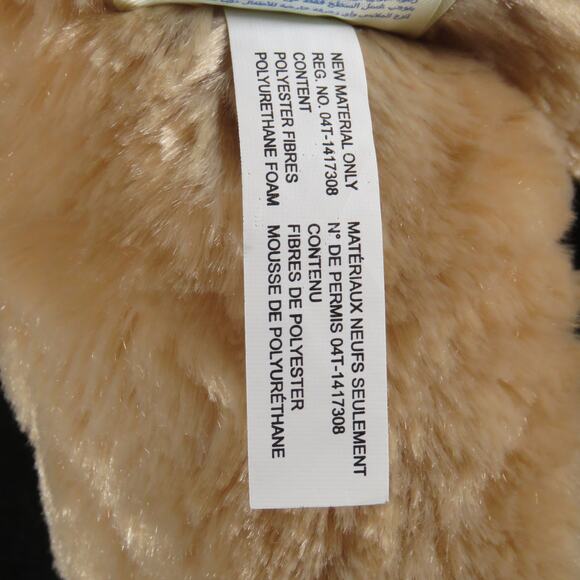 NEW MATERIAL ONLY
REG. NO. 04T-1417308
CONTENT
POLYESTER FIBRES
POLYURETHANE FOAM
MATÉRIAUX NEUFS SEULEMENT
N° DE PERMIS 04T-1417308
CONTENU
FIBRES DE POLYESTER
MOUSSE DE POLYURÉTHANE